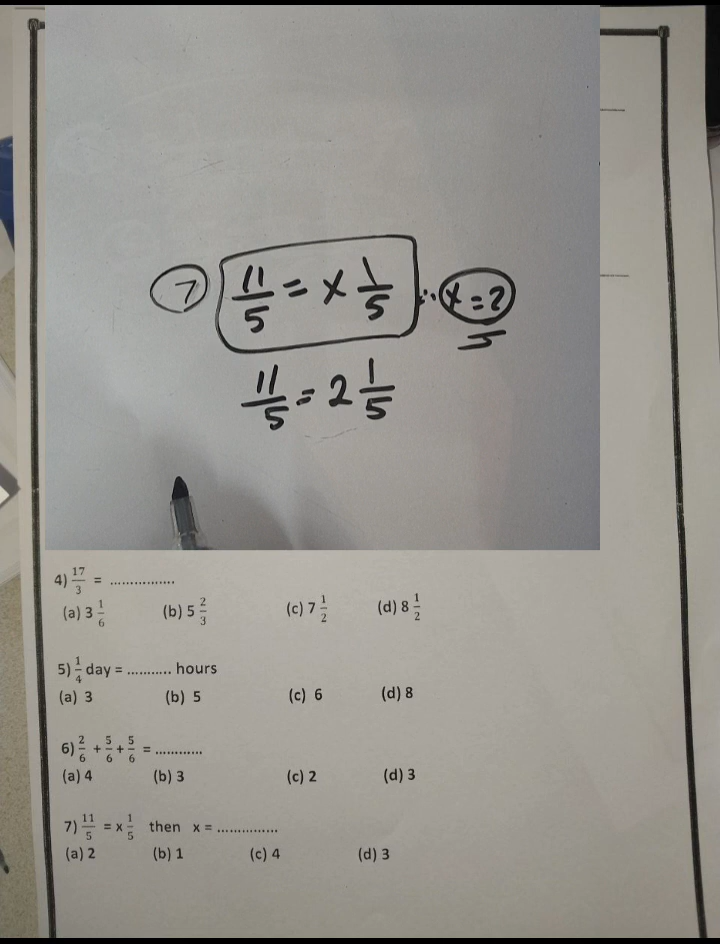 7 11/5 = x 1/5 ∴ x = 2
11/5 = 2 1/5
4) 17/3 = ................
(a) 3 1/6 (b) 5 2/3 (c) 7 1/2 (d) 8 1/2
5) 1/4 day = ........... hours
(a) 3 (b) 5 (c) 6 (d) 8
6) 2/6 + 5/6 + 5/6 = ............
(a) 4 (b) 3 (c) 2 (d) 3
7) 11/5 = x 1/5 then x = ...............
(a) 2 (b) 1 (c) 4 (d) 3